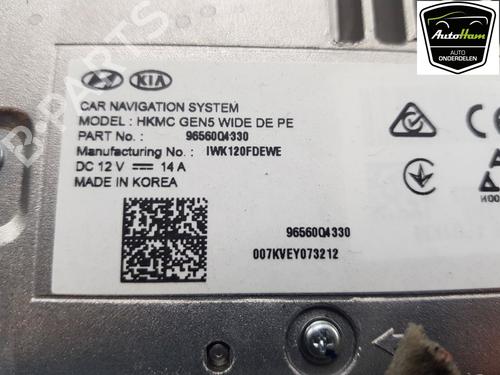 AutoHam
AUTO
ONDERDELEN
B-PARTS
KIA
CAR NAVIGATION SYSTEM
MODEL : HKMC GEN5 WIDE DE PE
PART No. : 96560Q4330
Manufacturing No. : IWK120FDEWE
DC 12 V ⎓ 14 A
MADE IN KOREA
96560Q4330
007KVEY073212